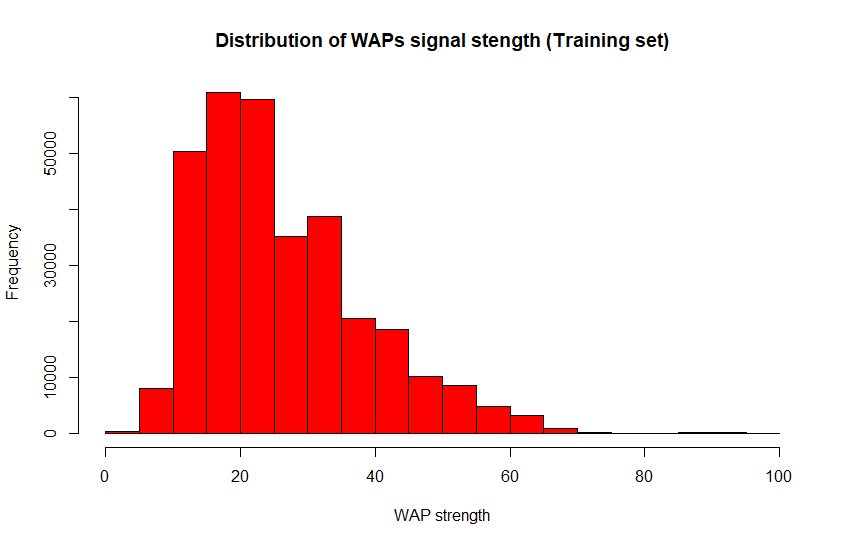 Distribution of WAPs signal stength (Training set)
50000
30000
10000
0
Frequency
0 20 40 60 80 100
WAP strength